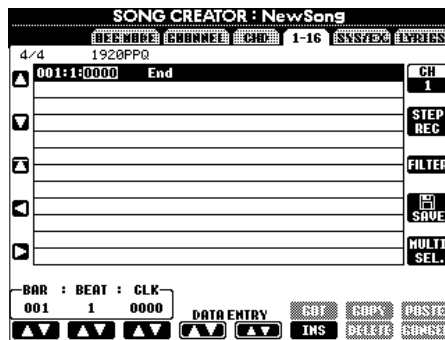 SONG CREATOR : NewSong
REC MODE CHANNEL CHD 1-16 SYS/EX. LYRICS
4/4 1920PPQ
001:1:0000 End
CH
1
STEP
REC
FILTER
SAVE
MULTI
SEL.
BAR : BEAT : CLK
001 1 0000
DATA ENTRY
CUT COPY PASTE
INS DELETE CANCEL